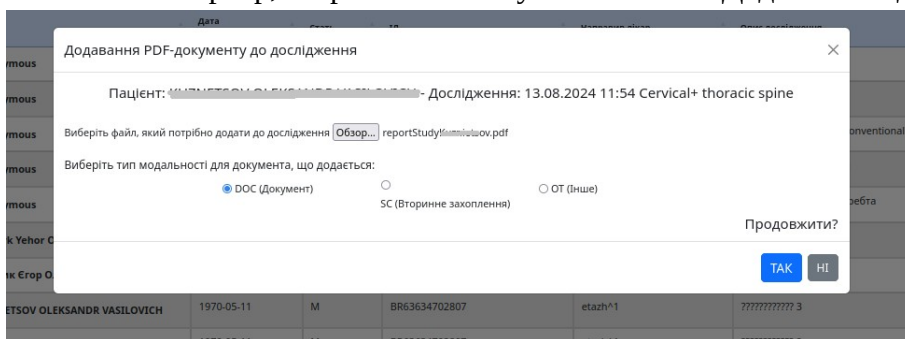 Дата
Додавання PDF-документу до дослідження
Пацієнт: - Дослідження: 13.08.2024 11:54 Cervical+ thoracic spine
Виберіть файл, який потрібно додати до дослідження Обзор... reportStudy ov.pdf
Виберіть тип модальності для документа, що додається:
DOC (Документ) SC (Вторинне захоплення) OT (Інше)
Продовжити?
ТАК НІ
ymous
ymous
ymous onventional
ymous
ymous ребта
k Yehor O
ик Єгор О
ETSOV OLEKSANDR VASILOVICH 1970-05-11 M BR63634702807 etazh^1 ???????????? 3